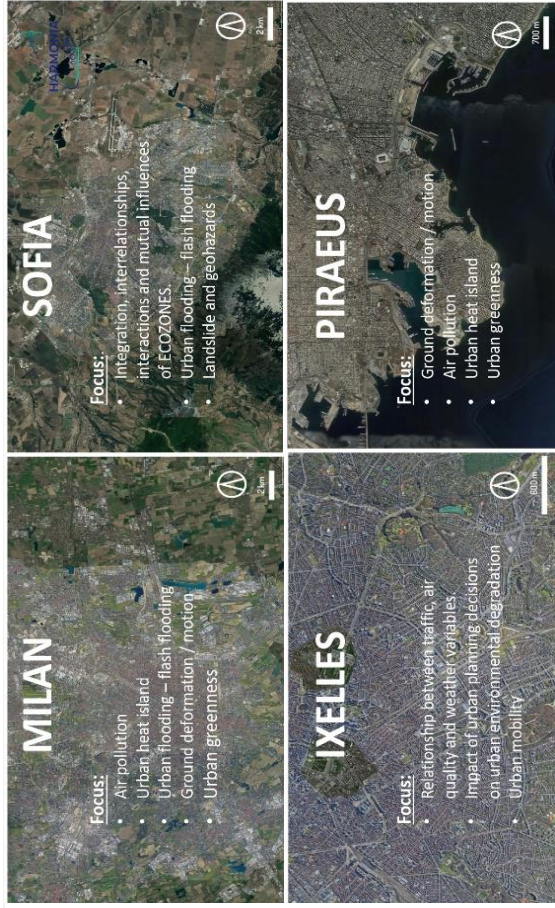 MILAN
Focus:
• Air pollution
• Urban heat island
• Urban flooding – flash flooding
• Ground deformation / motion
• Urban greenness
2 km
SOFIA
HARMONIA
Focus:
• Integration, interrelationships,
interactions and mutual influences
of ECOZONES.
• Urban flooding – flash flooding
• Landslide and geohazards
2 km
IXELLES
Focus:
• Relationship between traffic, air
quality and weather variables
• Impact of urban planning decisions
on urban environmental degradation
• Urban mobility
600 m
PIRAEUS
Focus:
• Ground deformation / motion
• Air pollution
• Urban heat island
• Urban greenness
700 m